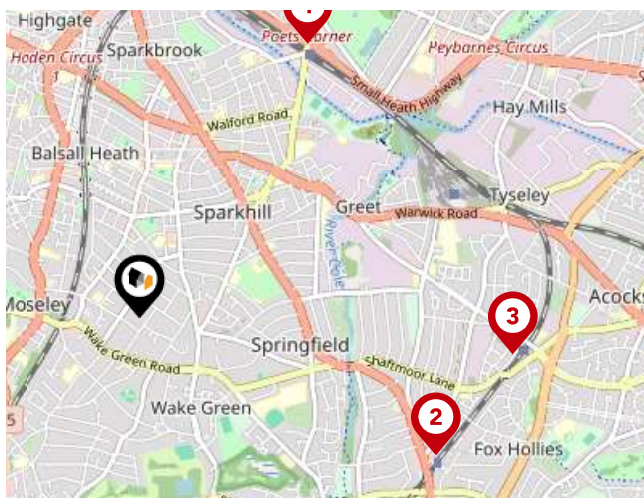 Highgate
Sparkbrook
Poets Corner
Peybarnes Circus
Hoden Circus
1
Small Heath Highway
Hay Mills
Walford Road
Balsall Heath
Sparkhill
Greet
Tyseley
Warwick Road
River Cole
Moseley
3
Acocks
Wake Green Road
Springfield
Shaftmoor Lane
2
Wake Green
5
Fox Hollies